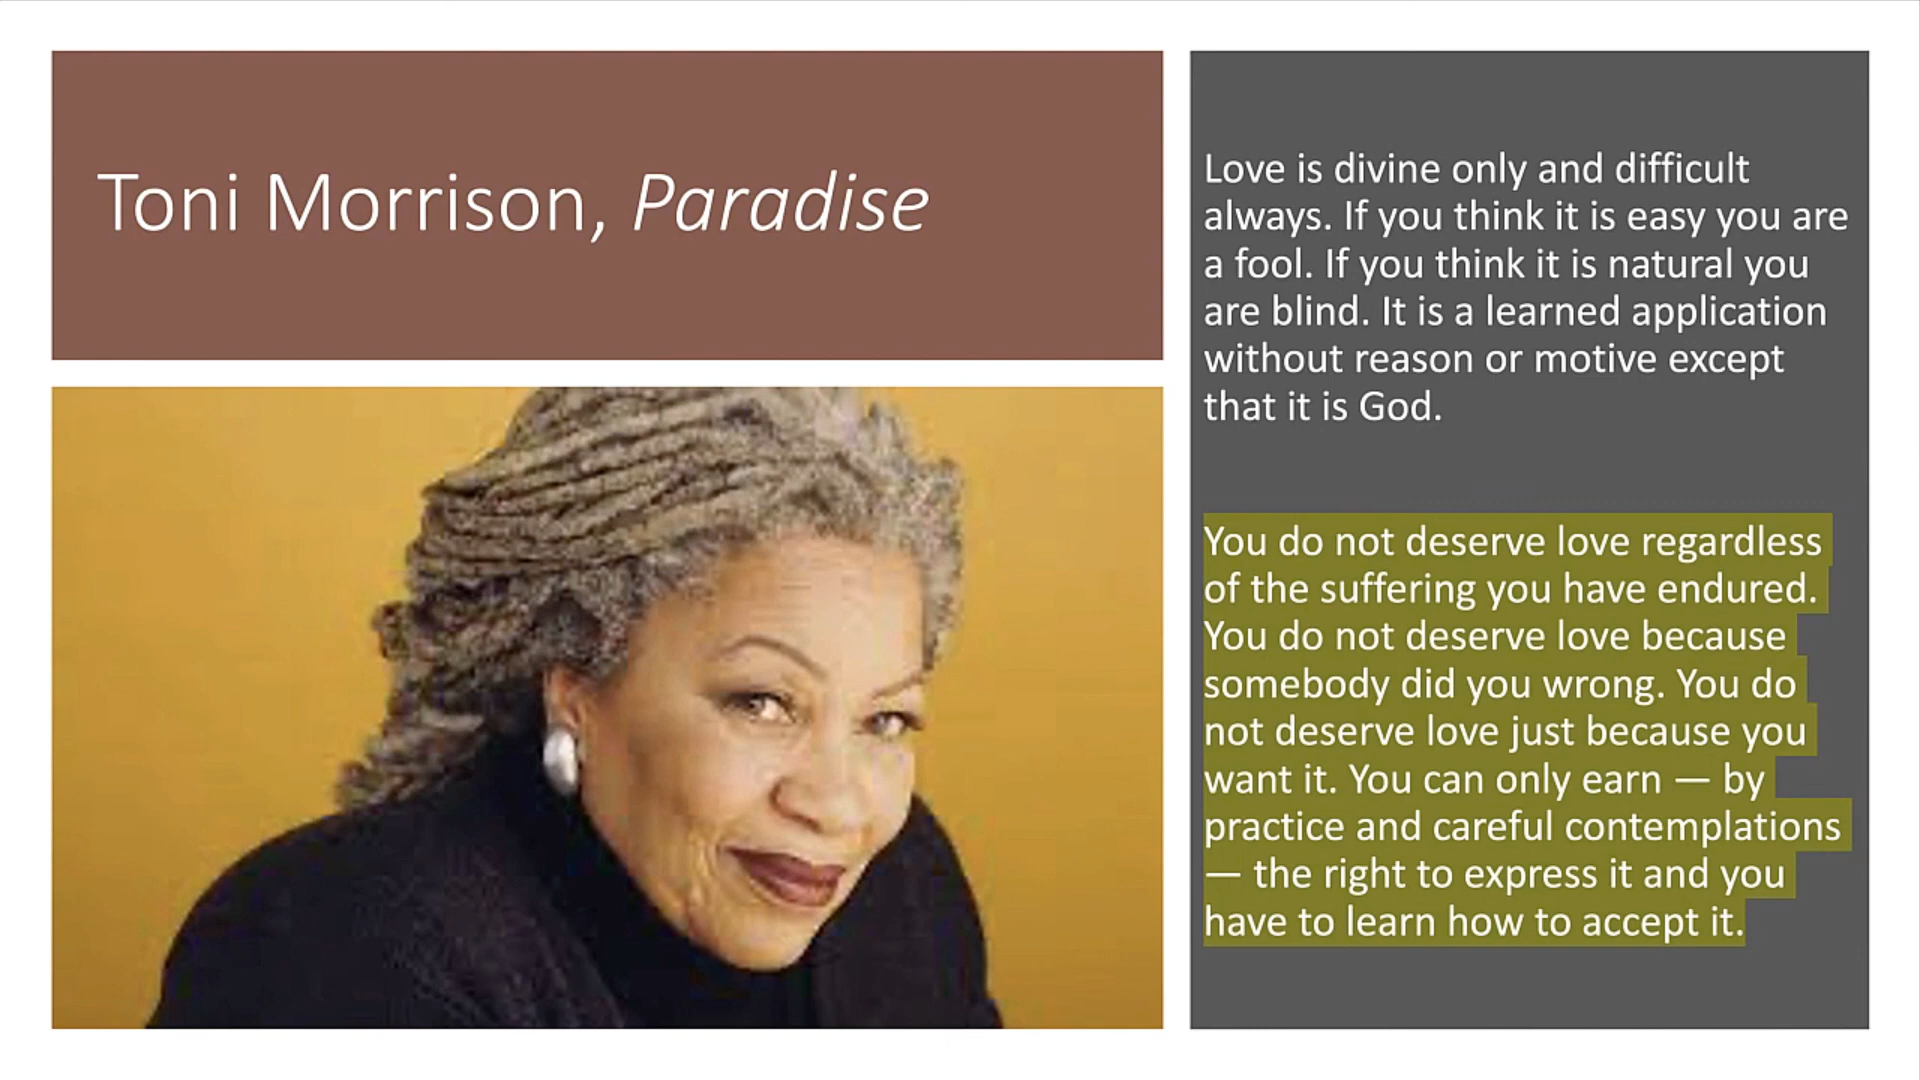 Toni Morrison, Paradise
Love is divine only and difficult
always. If you think it is easy you are
a fool. If you think it is natural you
are blind. It is a learned application
without reason or motive except
that it is God.
You do not deserve love regardless
of the suffering you have endured.
You do not deserve love because
somebody did you wrong. You do
not deserve love just because you
want it. You can only earn — by
practice and careful contemplations
— the right to express it and you
have to learn how to accept it.